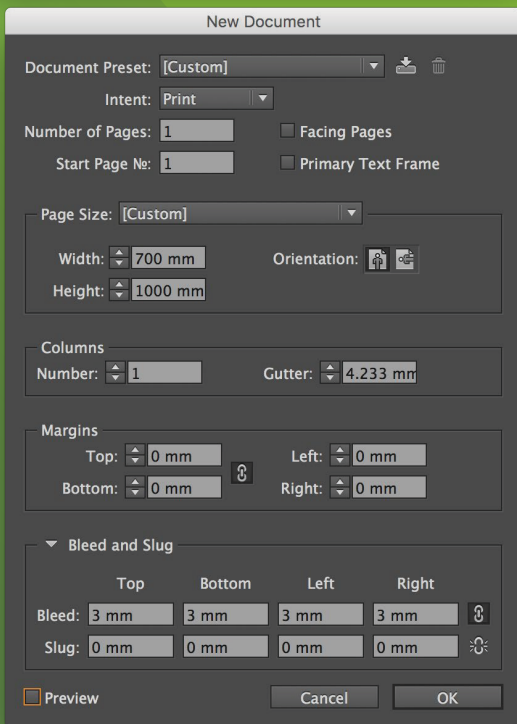 New Document
Document Preset: [Custom]
Intent: Print
Number of Pages: 1 Facing Pages
Start Page №: 1 Primary Text Frame
Page Size: [Custom]
Width: 700 mm Orientation:
Height: 1000 mm
Columns
Number: 1 Gutter: 4.233 mm
Margins
Top: 0 mm Left: 0 mm
Bottom: 0 mm Right: 0 mm
Bleed and Slug
Top Bottom Left Right
Bleed: 3 mm 3 mm 3 mm 3 mm
Slug: 0 mm 0 mm 0 mm 0 mm
Preview Cancel OK